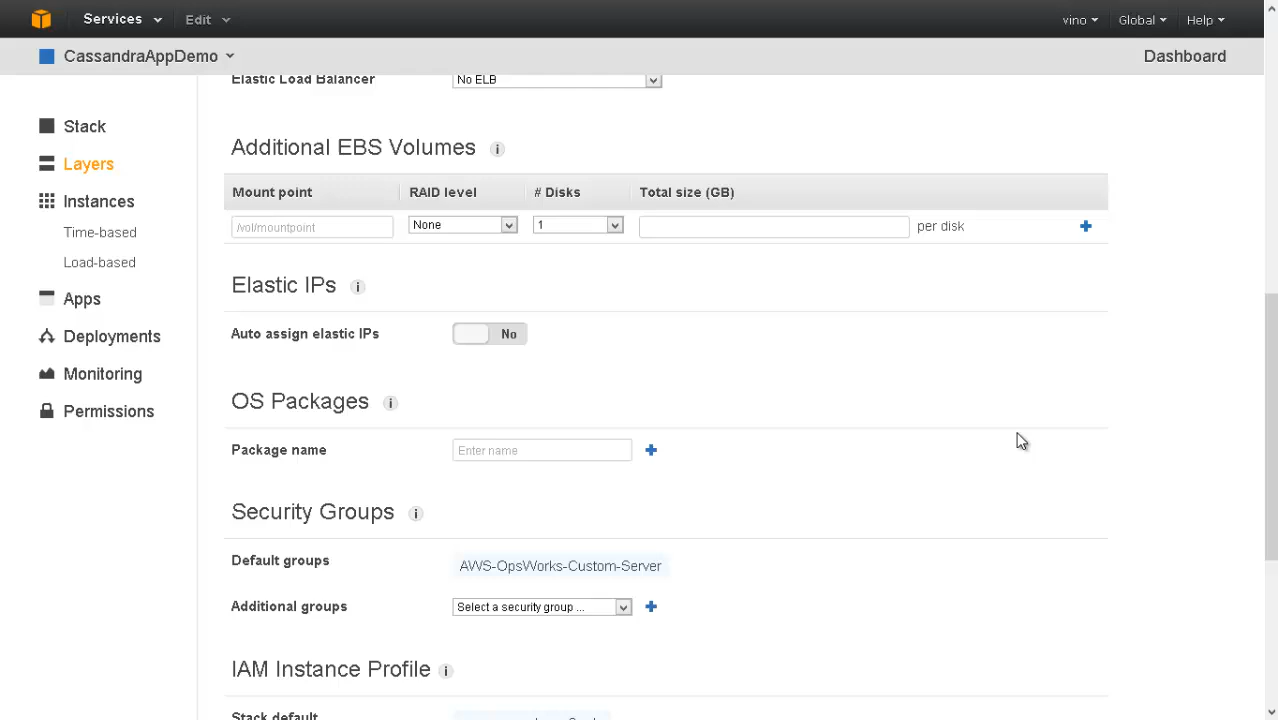 Services Edit vino Global Help
CassandraAppDemo Dashboard
Elastic Load Balancer No ELB
Stack
Layers
Instances
Time-based
Load-based
Apps
Deployments
Monitoring
Permissions
Additional EBS Volumes i
Mount point RAID level # Disks Total size (GB)
/vol/mountpoint None 1 per disk
Elastic IPs i
Auto assign elastic IPs No
OS Packages i
Package name Enter name
Security Groups i
Default groups AWS-OpsWorks-Custom-Server
Additional groups Select a security group ...
IAM Instance Profile i
Stack default